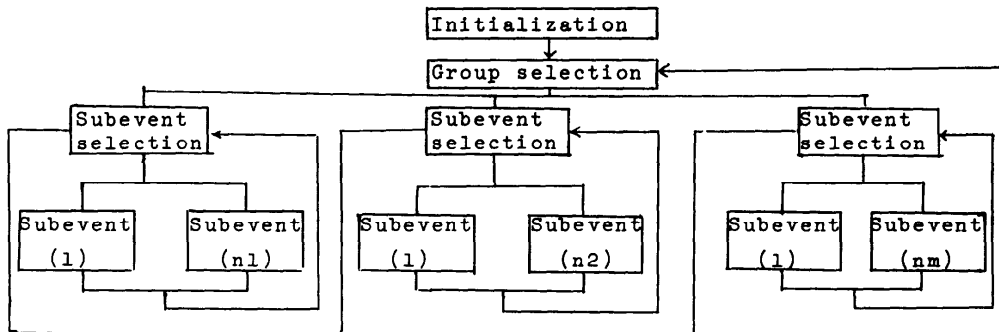 Initialization
Group selection
Subevent
selection
Subevent
selection
Subevent
selection
Subevent
(1)
Subevent
(n1)
Subevent
(1)
Subevent
(n2)
Subevent
(1)
Subevent
(nm)